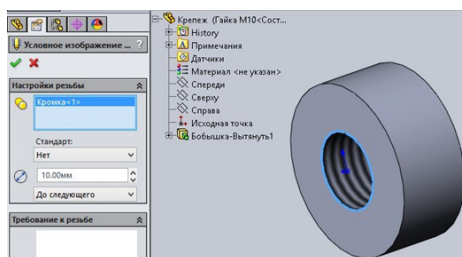 Условное изображение ... ?
Настройки резьбы
Кромка<1>
Стандарт:
Нет
10.00мм
До следующего
Требование к резьбе
Крепеж (Гайка М10<Сост...
History
Примечания
Датчики
Материал <не указан>
Спереди
Сверху
Справа
Исходная точка
Бобышка-Вытянуть1